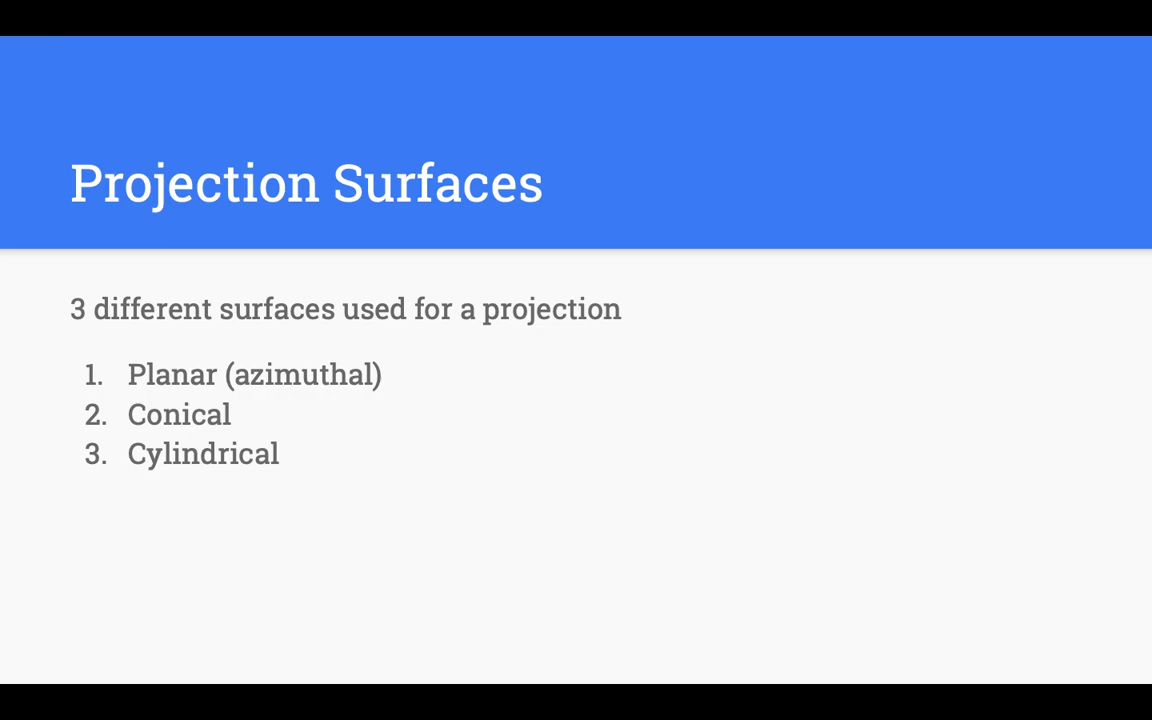 Projection Surfaces
3 different surfaces used for a projection
1. Planar (azimuthal)
2. Conical
3. Cylindrical